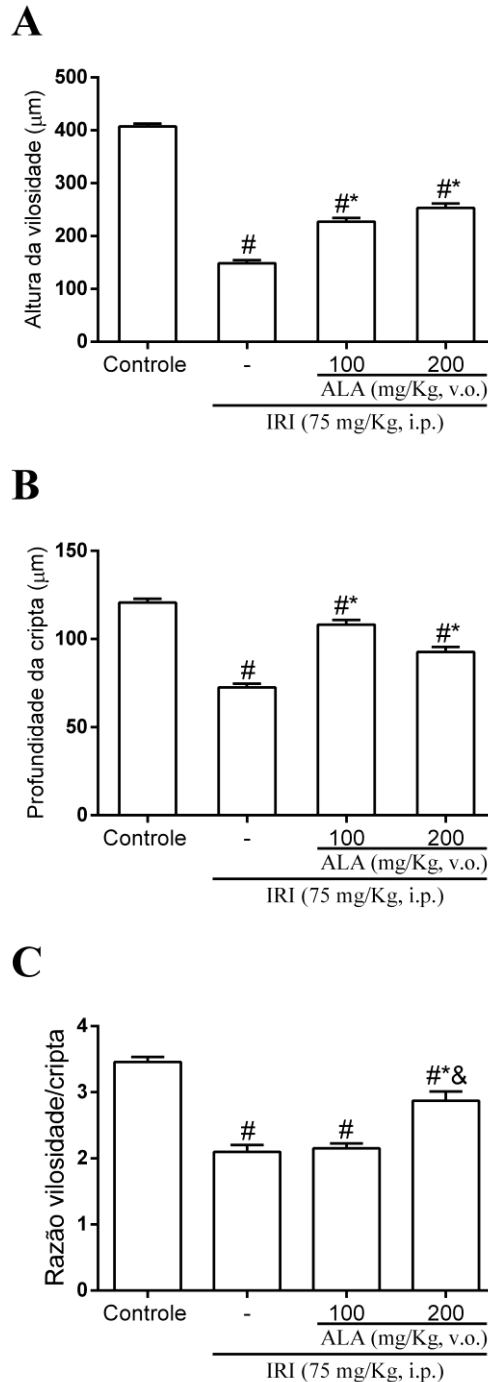 A
Altura da vilosidade (μm)
500
400
300
200
100
0
#
#*
#*
Controle - 100 200
ALA (mg/Kg, v.o.)
IRI (75 mg/Kg, i.p.)
B
Profundidade da cripta (μm)
150
100
50
0
#
#*
#*
Controle - 100 200
ALA (mg/Kg, v.o.)
IRI (75 mg/Kg, i.p.)
C
Razão vilosidade/cripta
4
3
2
1
0
#
#
#*&
Controle - 100 200
ALA (mg/Kg, v.o.)
IRI (75 mg/Kg, i.p.)